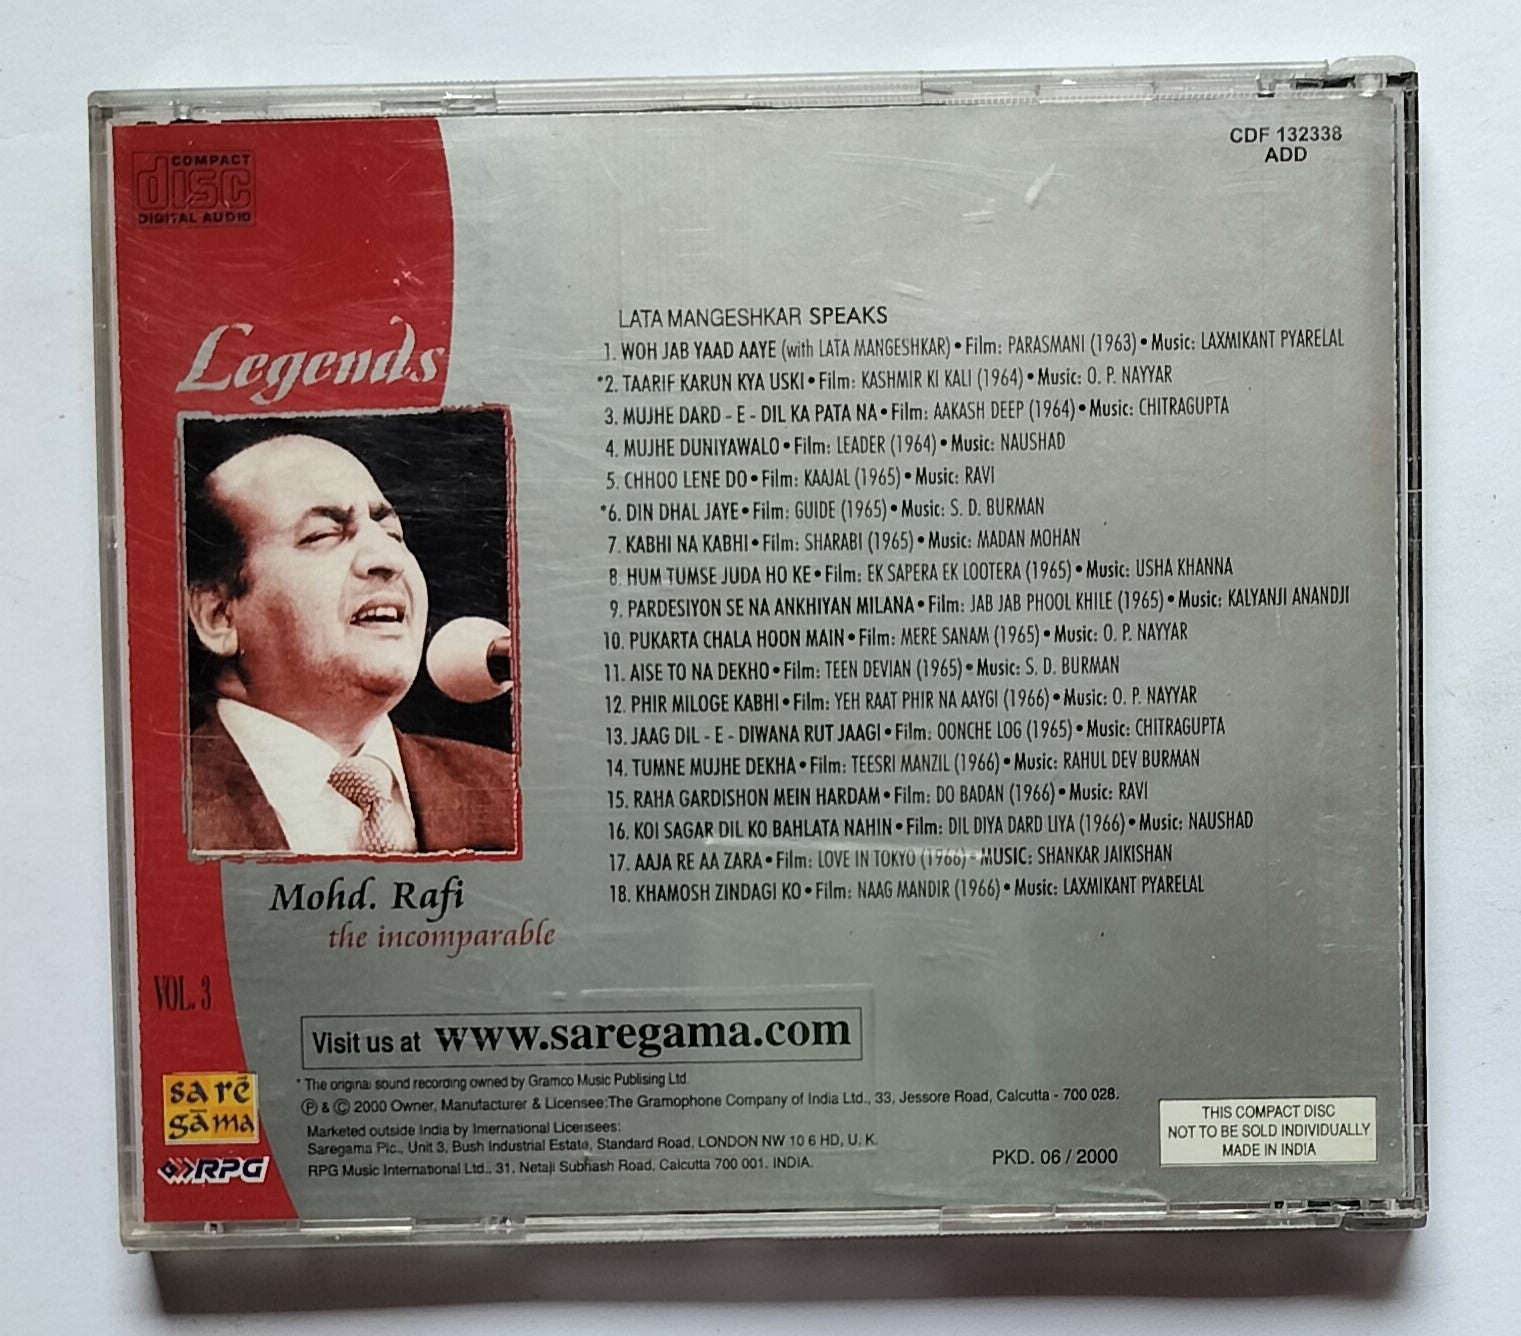 COMPACT
disc
DIGITAL AUDIO
CDF 132338
ADD
Legends
LATA MANGESHKAR SPEAKS
1. WOH JAB YAAD AAYE (with LATA MANGESHKAR) • Film: PARASMANI (1963) • Music: LAXMIKANT PYARELAL
*2. TAARIF KARUN KYA USKI • Film: KASHMIR KI KALI (1964) • Music: O. P. NAYYAR
3. MUJHE DARD - E - DIL KA PATA NA • Film: AAKASH DEEP (1964) • Music: CHITRAGUPTA
4. MUJHE DUNIYAWALO • Film: LEADER (1964) • Music: NAUSHAD
5. CHHOO LENE DO • Film: KAAJAL (1965) • Music: RAVI
*6. DIN DHAL JAYE • Film: GUIDE (1965) • Music: S. D. BURMAN
7. KABHI NA KABHI • Film: SHARABI (1965) • Music: MADAN MOHAN
8. HUM TUMSE JUDA HO KE • Film: EK SAPERA EK LOOTERA (1965) • Music: USHA KHANNA
9. PARDESIYON SE NA ANKHIYAN MILANA • Film: JAB JAB PHOOL KHILE (1965) • Music: KALYANJI ANANDJI
10. PUKARTA CHALA HOON MAIN • Film: MERE SANAM (1965) • Music: O. P. NAYYAR
11. AISE TO NA DEKHO • Film: TEEN DEVIAN (1965) • Music: S. D. BURMAN
12. PHIR MILOGE KABHI • Film: YEH RAAT PHIR NA AAYGI (1966) • Music: O. P. NAYYAR
13. JAAG DIL - E - DIWANA RUT JAAGI • Film: OONCHE LOG (1965) • Music: CHITRAGUPTA
14. TUMNE MUJHE DEKHA • Film: TEESRI MANZIL (1966) • Music: RAHUL DEV BURMAN
15. RAHA GARDISHON MEIN HARDAM • Film: DO BADAN (1966) • Music: RAVI
16. KOI SAGAR DIL KO BAHLATA NAHIN • Film: DIL DIYA DARD LIYA (1966) • Music: NAUSHAD
17. AAJA RE AA ZARA • Film: LOVE IN TOKYO (1966) • MUSIC: SHANKAR JAIKISHAN
18. KHAMOSH ZINDAGI KO • Film: NAAG MANDIR (1966) • Music: LAXMIKANT PYARELAL
Mohd. Rafi
the incomparable
VOL. 3
Visit us at www.saregama.com
* The original sound recording owned by Gramco Music Publising Ltd.
Ⓟ & © 2000 Owner, Manufacturer & Licensee:The Gramophone Company of India Ltd., 33, Jessore Road, Calcutta - 700 028.
Marketed outside India by International Licensees:
Saregama Plc., Unit 3, Bush Industrial Estate, Standard Road, LONDON NW 10 6 HD, U. K.
RPG Music International Ltd., 31, Netaji Subhash Road, Calcutta 700 001. INDIA.
PKD. 06 / 2000
THIS COMPACT DISC
NOT TO BE SOLD INDIVIDUALLY
MADE IN INDIA
sa rē
gāma
RPG